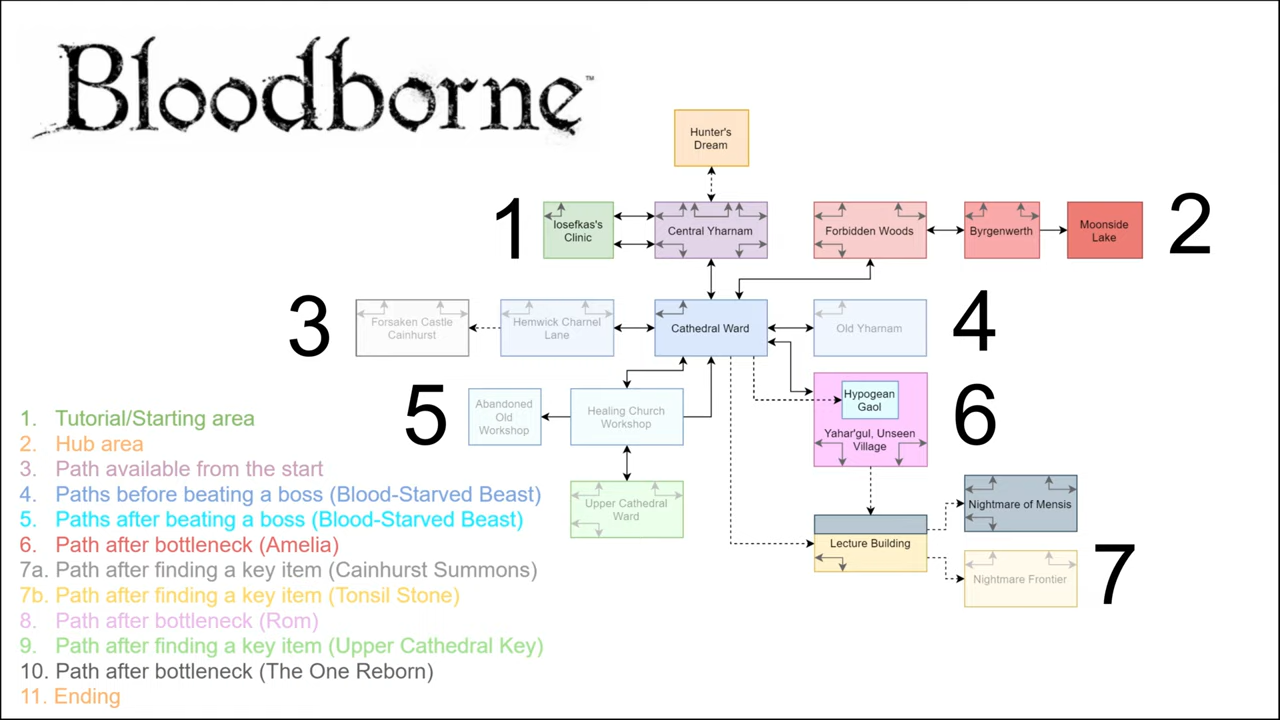 Bloodborne™
Hunter's
Dream
1
Iosefkas's
Clinic
Central Yharnam
Forbidden Woods
Byrgenwerth
Moonside
Lake
2
3
Forsaken Castle
Cainhurst
Hemwick Charnel
Lane
Cathedral Ward
Old Yharnam
4
5
Abandoned
Old
Workshop
Healing Church
Workshop
Hypogean
Gaol
Yahar'gul, Unseen
Village
6
Upper Cathedral
Ward
Nightmare of Mensis
Lecture Building
Nightmare Frontier
7
1. Tutorial/Starting area
2. Hub area
3. Path available from the start
4. Paths before beating a boss (Blood-Starved Beast)
5. Paths after beating a boss (Blood-Starved Beast)
6. Path after bottleneck (Amelia)
7a. Path after finding a key item (Cainhurst Summons)
7b. Path after finding a key item (Tonsil Stone)
8. Path after bottleneck (Rom)
9. Path after finding a key item (Upper Cathedral Key)
10. Path after bottleneck (The One Reborn)
11. Ending